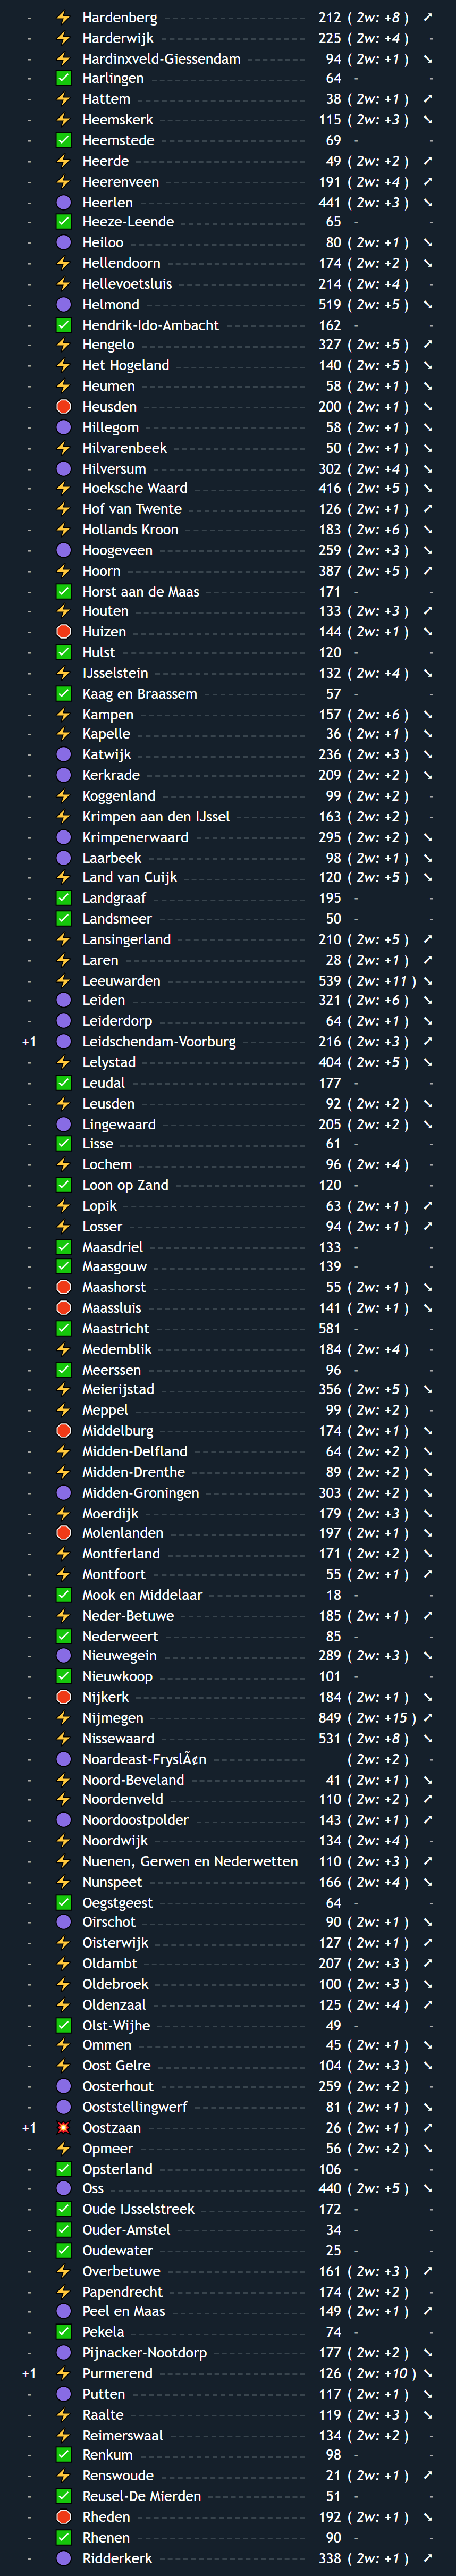 - ⚡ Hardenberg 212 ( 2w: +8 ) ↗
- ⚡ Harderwijk 225 ( 2w: +4 ) -
- ⚡ Hardinxveld-Giessendam 94 ( 2w: +1 ) ↘
- ✅ Harlingen 64 - -
- ⚡ Hattem 38 ( 2w: +1 ) ↗
- ⚡ Heemskerk 115 ( 2w: +3 ) ↘
- ✅ Heemstede 69 - -
- ⚡ Heerde 49 ( 2w: +2 ) ↗
- ⚡ Heerenveen 191 ( 2w: +4 ) ↗
- 🟣 Heerlen 441 ( 2w: +3 ) ↘
- ✅ Heeze-Leende 65 - -
- 🟣 Heiloo 80 ( 2w: +1 ) ↘
- ⚡ Hellendoorn 174 ( 2w: +2 ) ↘
- ⚡ Hellevoetsluis 214 ( 2w: +4 ) -
- 🟣 Helmond 519 ( 2w: +5 ) ↘
- ✅ Hendrik-Ido-Ambacht 162 - -
- ⚡ Hengelo 327 ( 2w: +5 ) ↗
- ⚡ Het Hogeland 140 ( 2w: +5 ) ↘
- ⚡ Heumen 58 ( 2w: +1 ) ↘
- 🛑 Heusden 200 ( 2w: +1 ) ↘
- 🟣 Hillegom 58 ( 2w: +1 ) ↘
- ⚡ Hilvarenbeek 50 ( 2w: +1 ) ↘
- 🟣 Hilversum 302 ( 2w: +4 ) ↘
- ⚡ Hoeksche Waard 416 ( 2w: +5 ) ↘
- ⚡ Hof van Twente 126 ( 2w: +1 ) ↗
- ⚡ Hollands Kroon 183 ( 2w: +6 ) ↘
- 🟣 Hoogeveen 259 ( 2w: +3 ) ↘
- ⚡ Hoorn 387 ( 2w: +5 ) ↗
- ✅ Horst aan de Maas 171 - -
- ⚡ Houten 133 ( 2w: +3 ) ↗
- 🛑 Huizen 144 ( 2w: +1 ) ↘
- ✅ Hulst 120 - -
- ⚡ IJsselstein 132 ( 2w: +4 ) ↘
- ✅ Kaag en Braassem 57 - -
- ⚡ Kampen 157 ( 2w: +6 ) ↘
- ⚡ Kapelle 36 ( 2w: +1 ) ↘
- 🟣 Katwijk 236 ( 2w: +3 ) ↘
- 🟣 Kerkrade 209 ( 2w: +2 ) ↘
- ⚡ Koggenland 99 ( 2w: +2 ) -
- ⚡ Krimpen aan den IJssel 163 ( 2w: +2 ) -
- 🟣 Krimpenerwaard 295 ( 2w: +2 ) ↘
- 🟣 Laarbeek 98 ( 2w: +1 ) ↘
- ⚡ Land van Cuijk 120 ( 2w: +5 ) ↘
- ✅ Landgraaf 195 - -
- ✅ Landsmeer 50 - -
- ⚡ Lansingerland 210 ( 2w: +5 ) ↗
- ⚡ Laren 28 ( 2w: +1 ) ↗
- ⚡ Leeuwarden 539 ( 2w: +11 ) ↘
- 🟣 Leiden 321 ( 2w: +6 ) ↘
- 🟣 Leiderdorp 64 ( 2w: +1 ) ↘
+1 🟣 Leidschendam-Voorburg 216 ( 2w: +3 ) ↗
- ⚡ Lelystad 404 ( 2w: +5 ) ↘
- ✅ Leudal 177 - -
- ⚡ Leusden 92 ( 2w: +2 ) ↘
- 🟣 Lingewaard 205 ( 2w: +2 ) ↘
- ✅ Lisse 61 - -
- ⚡ Lochem 96 ( 2w: +4 ) -
- ✅ Loon op Zand 120 - -
- ⚡ Lopik 63 ( 2w: +1 ) ↗
- ⚡ Losser 94 ( 2w: +1 ) ↗
- ✅ Maasdriel 133 - -
- ✅ Maasgouw 139 - -
- 🛑 Maashorst 55 ( 2w: +1 ) ↘
- 🛑 Maassluis 141 ( 2w: +1 ) ↘
- ✅ Maastricht 581 - -
- ⚡ Medemblik 184 ( 2w: +4 ) -
- ✅ Meerssen 96 - -
- ⚡ Meierijstad 356 ( 2w: +5 ) ↘
- ⚡ Meppel 99 ( 2w: +2 ) -
- 🛑 Middelburg 174 ( 2w: +1 ) ↘
- ⚡ Midden-Delfland 64 ( 2w: +2 ) ↘
- ⚡ Midden-Drenthe 89 ( 2w: +2 ) ↘
- 🟣 Midden-Groningen 303 ( 2w: +2 ) ↘
- ⚡ Moerdijk 179 ( 2w: +3 ) ↘
- 🛑 Molenlanden 197 ( 2w: +1 ) ↘
- ⚡ Montferland 171 ( 2w: +2 ) ↘
- ⚡ Montfoort 55 ( 2w: +1 ) ↗
- ✅ Mook en Middelaar 18 - -
- ⚡ Neder-Betuwe 185 ( 2w: +1 ) ↗
- ✅ Nederweert 85 - -
- 🟣 Nieuwegein 289 ( 2w: +3 ) ↘
- ✅ Nieuwkoop 101 - -
- 🛑 Nijkerk 184 ( 2w: +1 ) ↘
- ⚡ Nijmegen 849 ( 2w: +15 ) ↗
- ⚡ Nissewaard 531 ( 2w: +8 ) ↘
- 🟣 Noardeast-FryslÃ¢n ( 2w: +2 ) -
- ⚡ Noord-Beveland 41 ( 2w: +1 ) ↘
- ⚡ Noordenveld 110 ( 2w: +2 ) ↗
- 🟣 Noordoostpolder 143 ( 2w: +1 ) ↗
- ⚡ Noordwijk 134 ( 2w: +4 ) -
- ⚡ Nuenen, Gerwen en Nederwetten 110 ( 2w: +3 ) ↗
- ⚡ Nunspeet 166 ( 2w: +4 ) ↘
- ✅ Oegstgeest 64 - -
- 🟣 Oirschot 90 ( 2w: +1 ) ↘
- ⚡ Oisterwijk 127 ( 2w: +1 ) ↗
- ⚡ Oldambt 207 ( 2w: +3 ) ↗
- ⚡ Oldebroek 100 ( 2w: +3 ) ↘
- ⚡ Oldenzaal 125 ( 2w: +4 ) ↗
- ✅ Olst-Wijhe 49 - -
- ⚡ Ommen 45 ( 2w: +1 ) ↘
- ⚡ Oost Gelre 104 ( 2w: +3 ) ↘
- 🟣 Oosterhout 259 ( 2w: +2 ) -
- 🟣 Ooststellingwerf 81 ( 2w: +1 ) ↘
+1 💥 Oostzaan 26 ( 2w: +1 ) ↗
- ⚡ Opmeer 56 ( 2w: +2 ) ↘
- ✅ Opsterland 106 - -
- 🟣 Oss 440 ( 2w: +5 ) ↘
- ✅ Oude IJsselstreek 172 - -
- ✅ Ouder-Amstel 34 - -
- ✅ Oudewater 25 - -
- ⚡ Overbetuwe 161 ( 2w: +3 ) ↗
- ⚡ Papendrecht 174 ( 2w: +2 ) -
- 🟣 Peel en Maas 149 ( 2w: +1 ) ↗
- ✅ Pekela 74 - -
- 🟣 Pijnacker-Nootdorp 177 ( 2w: +2 ) ↘
+1 ⚡ Purmerend 126 ( 2w: +10 ) ↘
- 🟣 Putten 117 ( 2w: +1 ) ↘
- ⚡ Raalte 119 ( 2w: +3 ) ↘
- ⚡ Reimerswaal 134 ( 2w: +2 ) -
- ✅ Renkum 98 - -
- ⚡ Renswoude 21 ( 2w: +1 ) ↗
- ✅ Reusel-De Mierden 51 - -
- 🛑 Rheden 192 ( 2w: +1 ) ↘
- ✅ Rhenen 90 - -
- 🟣 Ridderkerk 338 ( 2w: +1 ) ↗